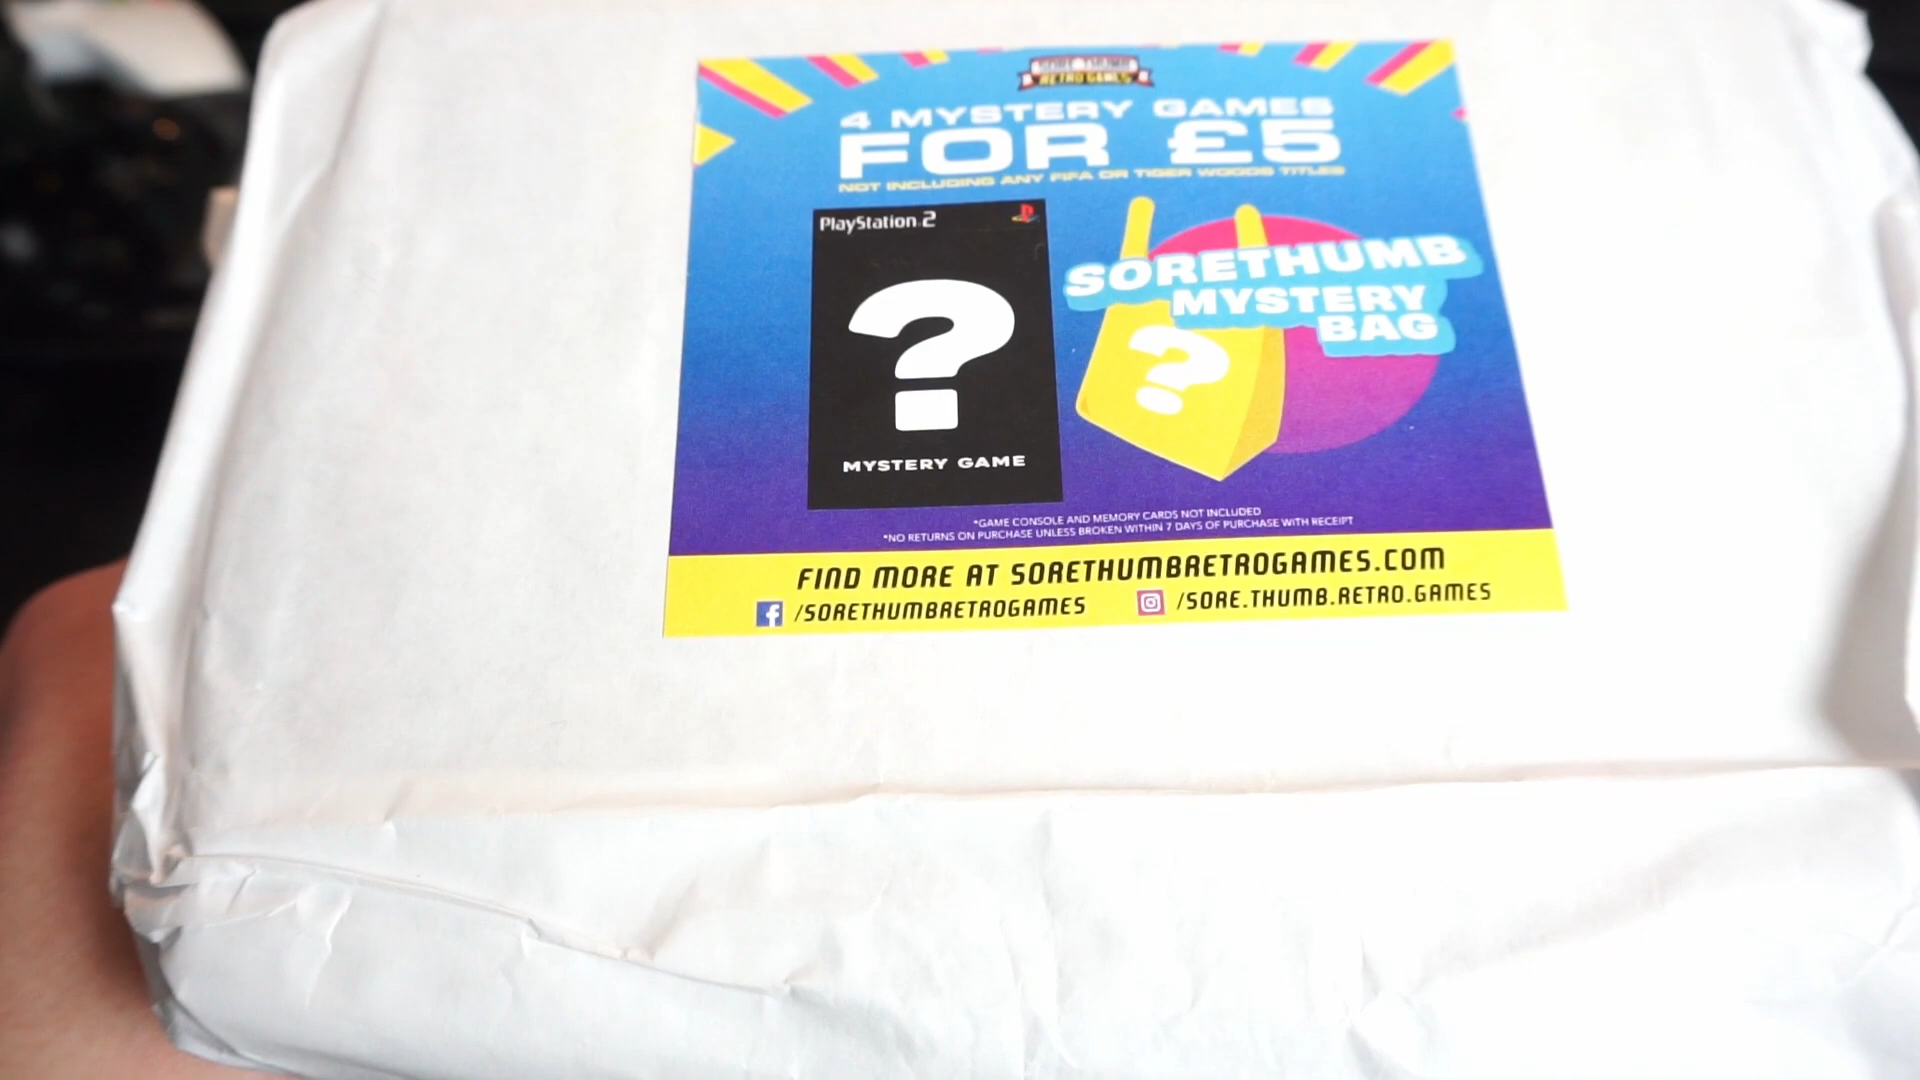 SORE THUMB
RETRO GAMES
4 MYSTERY GAMES
FOR £5
NOT INCLUDING ANY FIFA OR TIGER WOODS TITLES
PlayStation 2
?
MYSTERY GAME
SORETHUMB
MYSTERY
BAG
?
*GAME CONSOLE AND MEMORY CARDS NOT INCLUDED
*NO RETURNS ON PURCHASE UNLESS BROKEN WITHIN 7 DAYS OF PURCHASE WITH RECEIPT
FIND MORE AT SORETHUMBRETROGAMES.COM
/SORETHUMBRETROGAMES
/SORE.THUMB.RETRO.GAMES